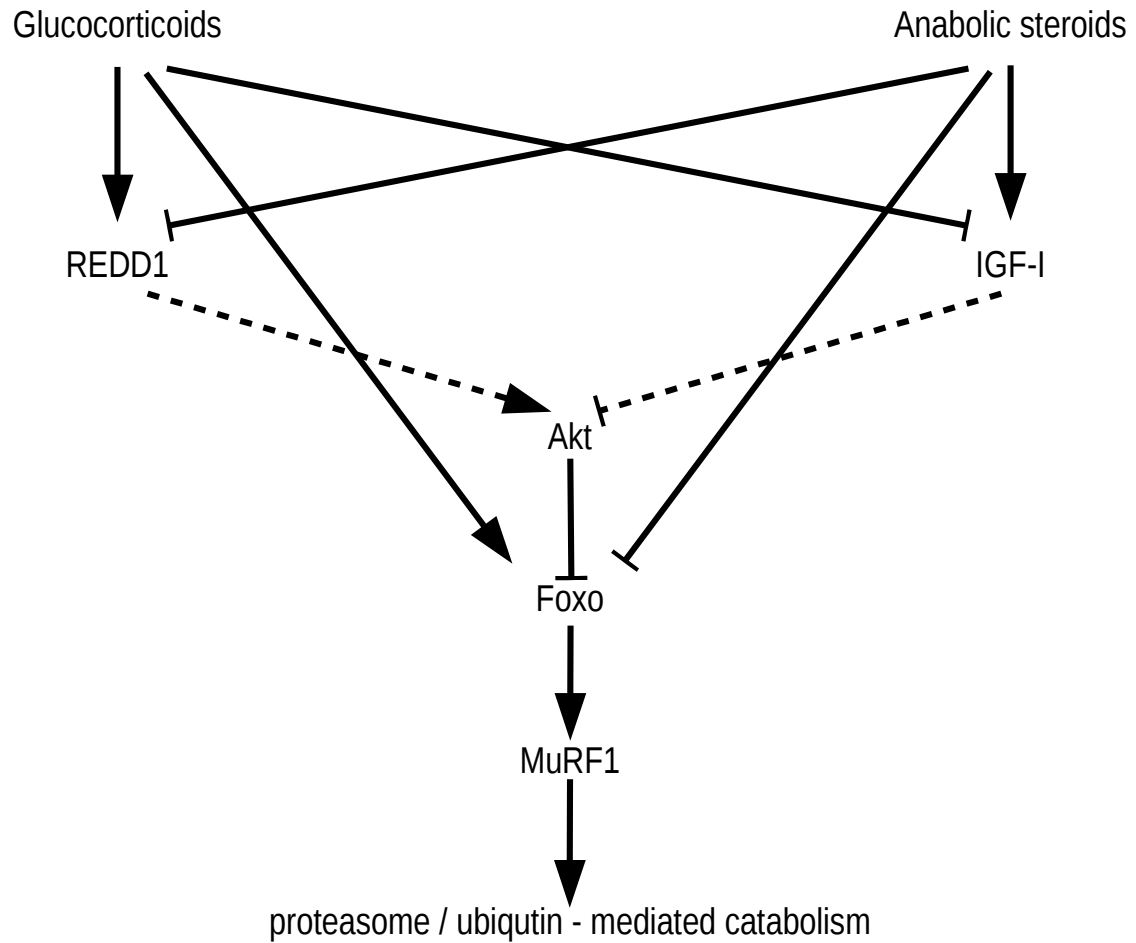 Glucocorticoids
Anabolic steroids
REDD1
IGF-I
Akt
Foxo
MuRF1
proteasome / ubiqutin - mediated catabolism